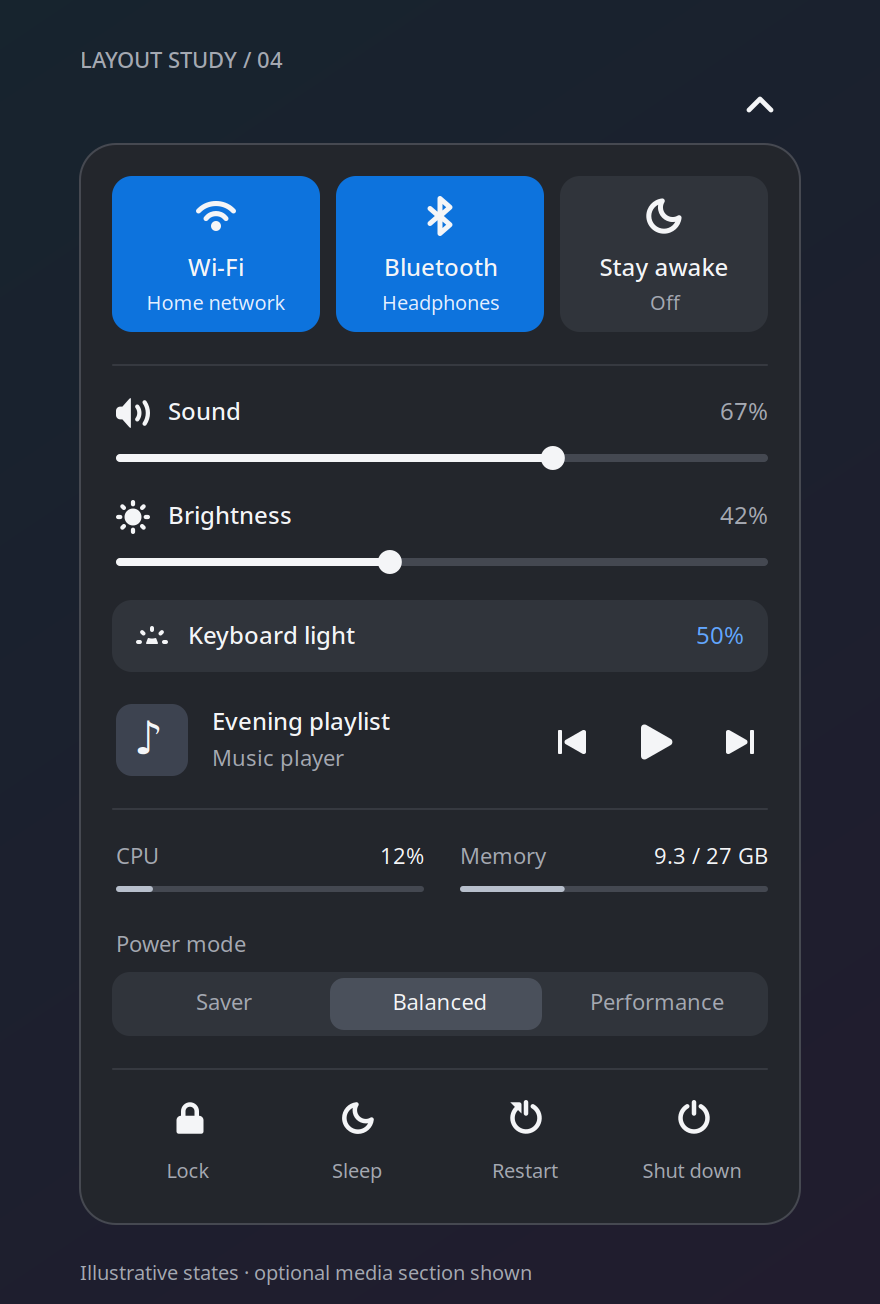 LAYOUT STUDY / 04
Wi-Fi
Home network
Bluetooth
Headphones
Stay awake
Off
Sound 67%
Brightness 42%
Keyboard light 50%
Evening playlist
Music player
CPU 12%
Memory 9.3 / 27 GB
Power mode
Saver Balanced Performance
Lock Sleep Restart Shut down
Illustrative states · optional media section shown